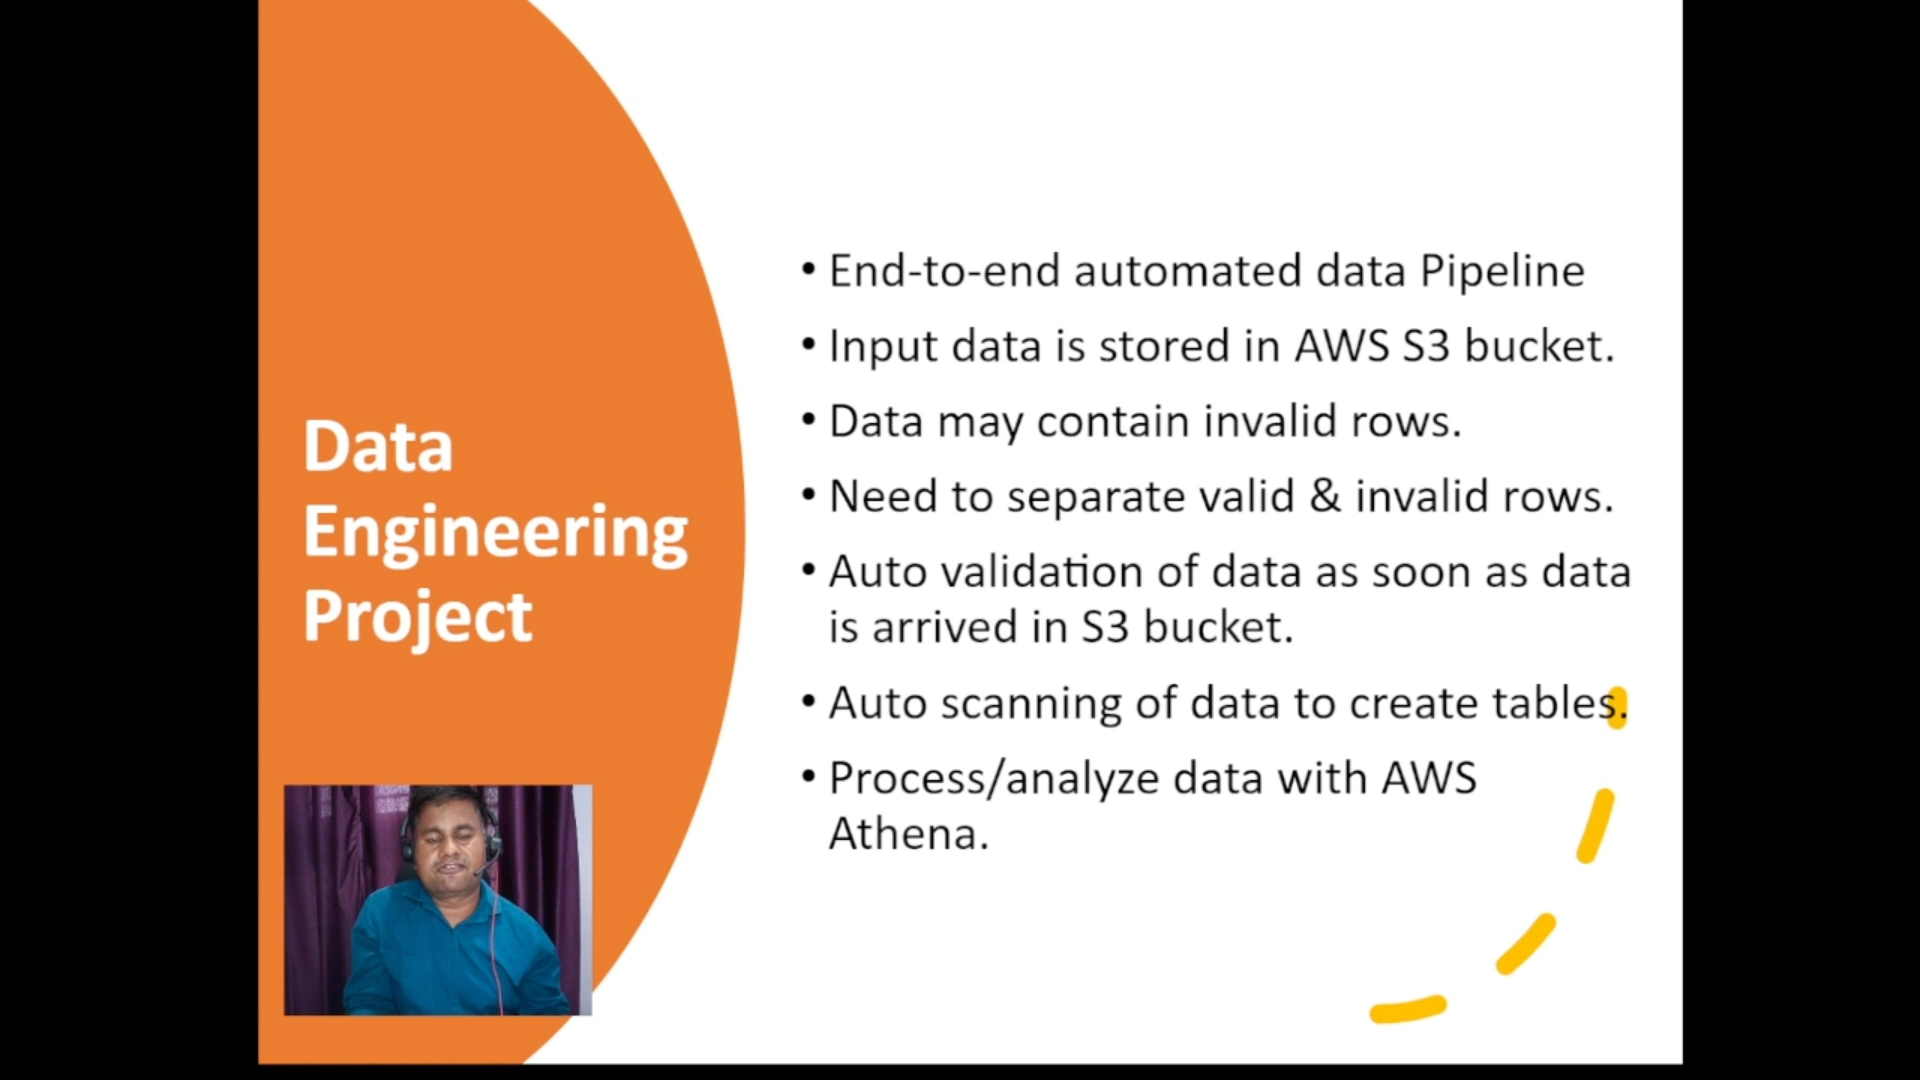 Data
Engineering
Project
• End-to-end automated data Pipeline
• Input data is stored in AWS S3 bucket.
• Data may contain invalid rows.
• Need to separate valid & invalid rows.
• Auto validation of data as soon as data
is arrived in S3 bucket.
• Auto scanning of data to create tables.
• Process/analyze data with AWS
Athena.